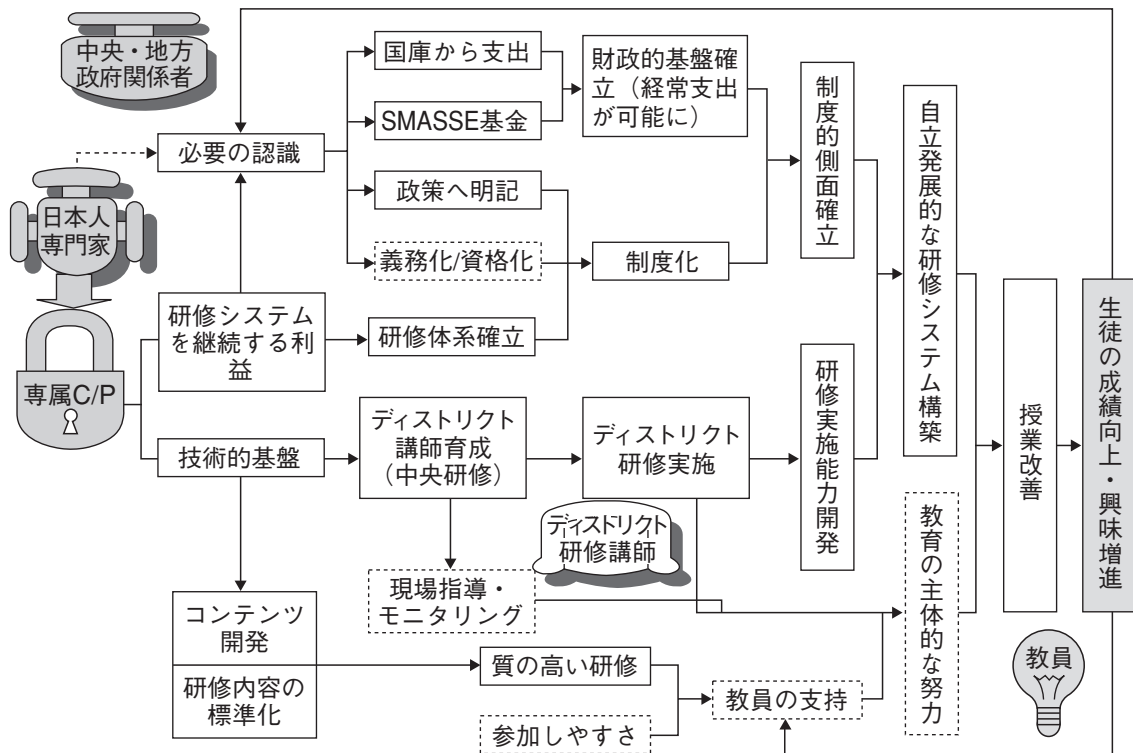 中央・地方
政府関係者
国庫から支出
財政的基盤確
立（経常支出
が可能に）
SMASSE基金
必要の認識
制度的側面確立
自立発展的な研修システム構築
日本人
専門家
政策へ明記
義務化/資格化
制度化
研修システム
を継続する利
益
研修体系確立
専属C/P
研修実施能力開発
授業改善
生徒の成績向上・興味増進
技術的基盤
ディストリクト
講師育成
（中央研修）
ディストリクト
研修実施
ディストリクト
研修講師
教育の主体的な努力
現場指導・
モニタリング
コンテンツ
開発
研修内容の
標準化
質の高い研修
教員の支持
参加しやすさ
教員